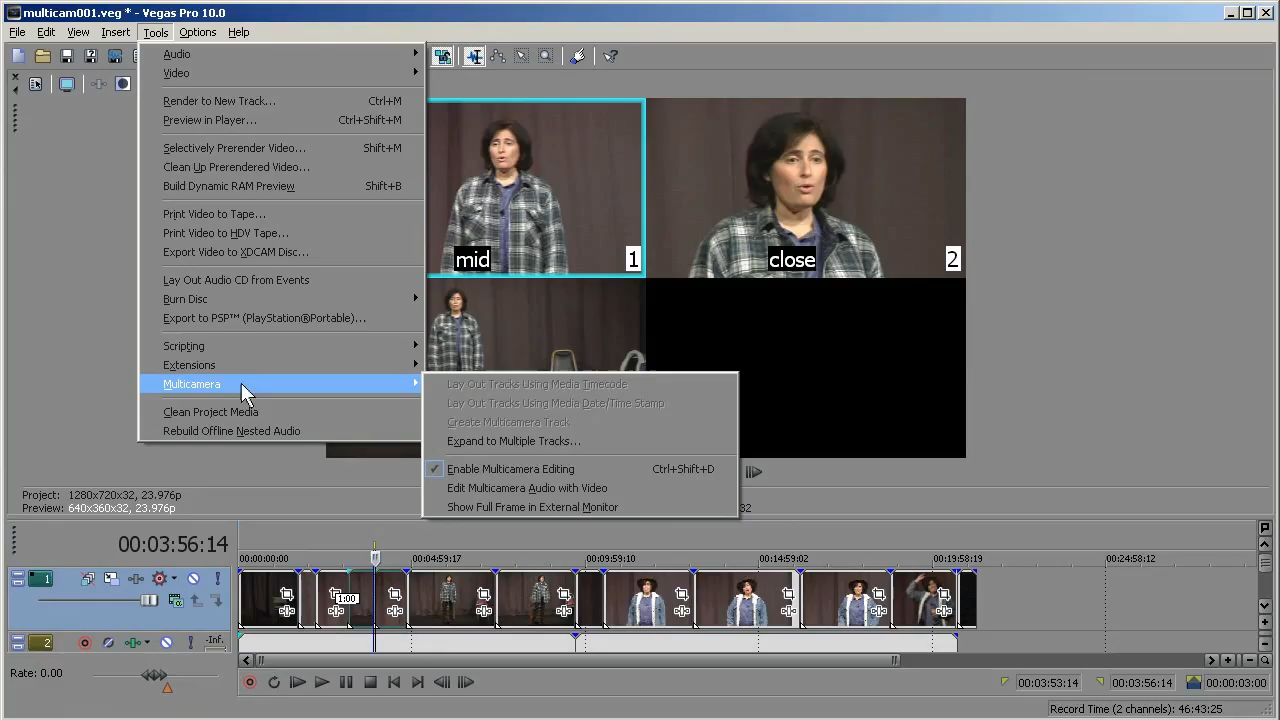 multicam001.veg * - Vegas Pro 10.0
File Edit View Insert Tools Options Help
Audio
Video
Render to New Track... Ctrl+M
Preview in Player... Ctrl+Shift+M
Selectively Prerender Video... Shift+M
Clean Up Prerendered Video...
Build Dynamic RAM Preview Shift+B
Print Video to Tape...
Print Video to HDV Tape...
Export Video to XDCAM Disc...
Lay Out Audio CD from Events
Burn Disc
Export to PSP™ (PlayStation®Portable)...
Scripting
Extensions
Multicamera
Clean Project Media
Rebuild Offline Nested Audio
mid 1
close 2
Lay Out Tracks Using Media Timecode
Lay Out Tracks Using Media Date/Time Stamp
Create Multicamera Track
Expand to Multiple Tracks...
Enable Multicamera Editing Ctrl+Shift+D
Edit Multicamera Audio with Video
Show Full Frame in External Monitor
Project: 1280x720x32, 23.976p
Preview: 640x360x32, 23.976p
32
00:03:56:14
00:00:00:00 00:04:59:17 00:09:59:10 00:14:59:02 00:19:58:19 00:24:58:12
1
1:00
2
-Inf.
Rate: 0.00
00:03:53:14 00:03:56:14 00:00:03:00
Record Time (2 channels): 46:43:25